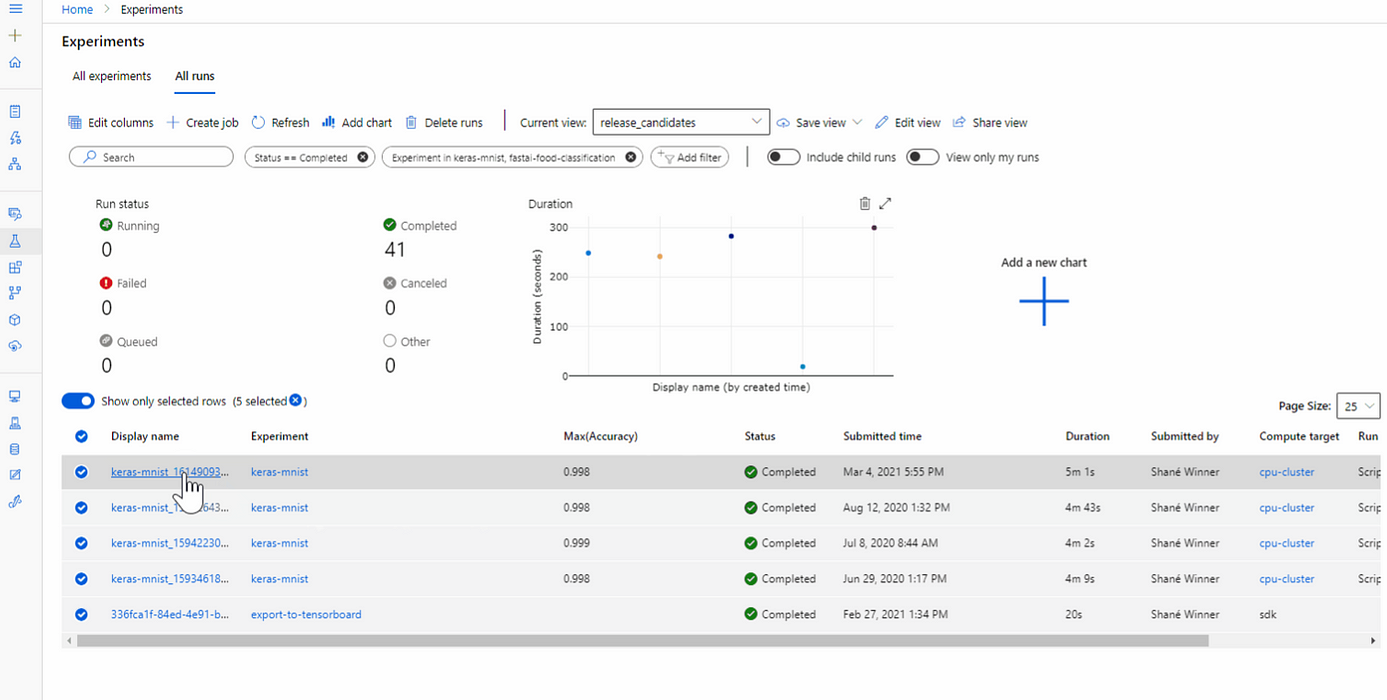 Home > Experiments
Experiments
All experiments All runs
Edit columns Create job Refresh Add chart Delete runs Current view: release_candidates Save view Edit view Share view
Search Status == Completed Experiment in keras-mnist, fastai-food-classification Add filter Include child runs View only my runs
Run status
Running
0
Completed
41
Failed
0
Canceled
0
Queued
0
Other
0
Duration
300
200
100
0
Duration (seconds)
Display name (by created time)
Add a new chart
Show only selected rows (5 selected )
Page Size: 25
Display name Experiment Max(Accuracy) Status Submitted time Duration Submitted by Compute target Run
keras-mnist_16149093... keras-mnist 0.998 Completed Mar 4, 2021 5:55 PM 5m 1s Shané Winner cpu-cluster Scrip
keras-mnist keras-mnist 0.998 Completed Aug 12, 2020 1:32 PM 4m 43s Shané Winner cpu-cluster Scrip
keras-mnist_15942230... keras-mnist 0.999 Completed Jul 8, 2020 8:44 AM 4m 2s Shané Winner cpu-cluster Scrip
keras-mnist_15934618... keras-mnist 0.998 Completed Jun 29, 2020 1:17 PM 4m 9s Shané Winner cpu-cluster Scrip
336fca1f-84ed-4e91-b... export-to-tensorboard Completed Feb 27, 2021 1:34 PM 20s Shané Winner sdk